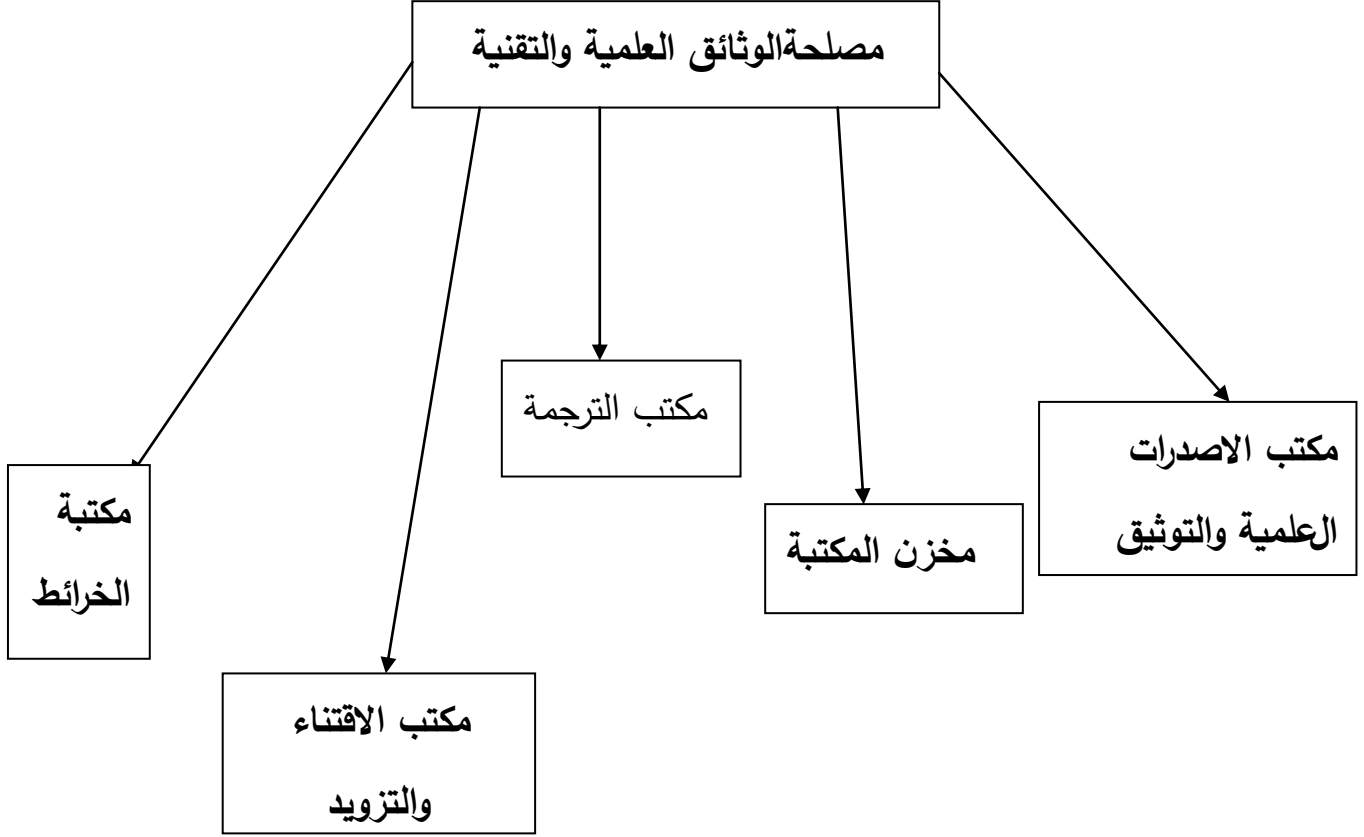 مصلحةالوثائق العلمية والتقنية
مكتب الترجمة
مكتب الاصدرات
العلمية والتوثيق
مكتبة
الخرائط
مخزن المكتبة
مكتب الاقتناء
والتزويد